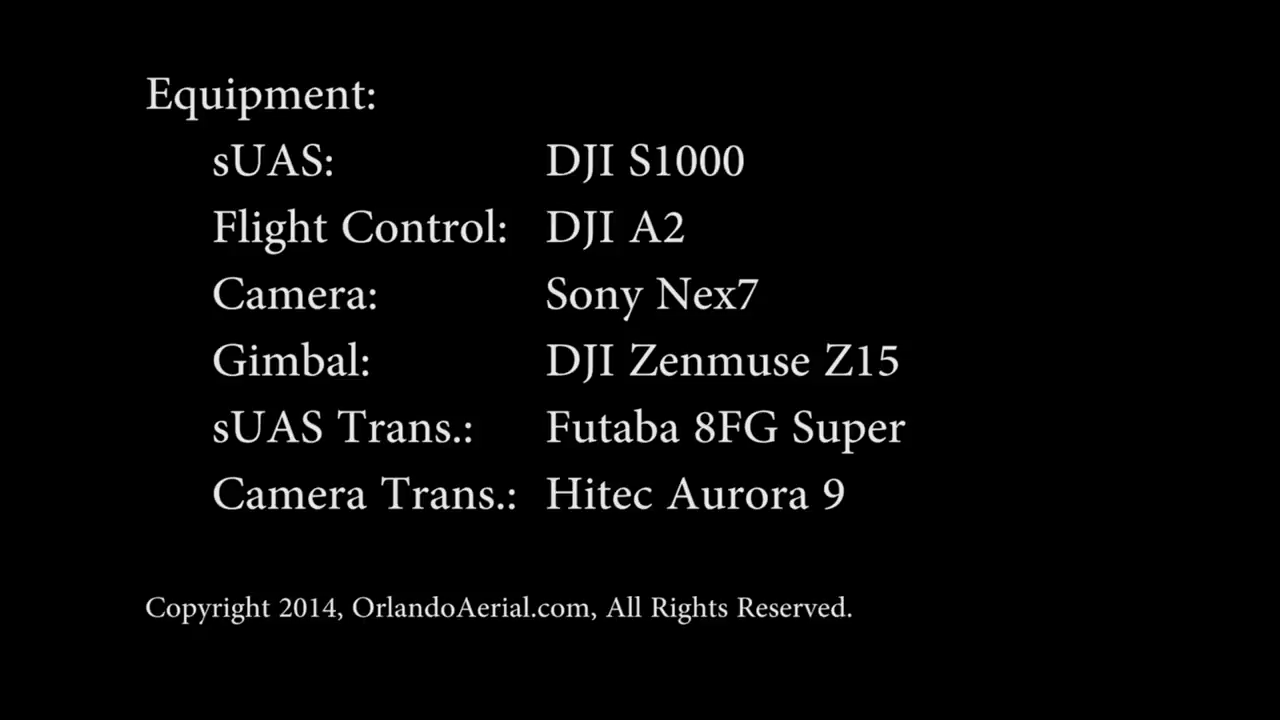 Equipment:
sUAS: DJI S1000
Flight Control: DJI A2
Camera: Sony Nex7
Gimbal: DJI Zenmuse Z15
sUAS Trans.: Futaba 8FG Super
Camera Trans.: Hitec Aurora 9
Copyright 2014, OrlandoAerial.com, All Rights Reserved.